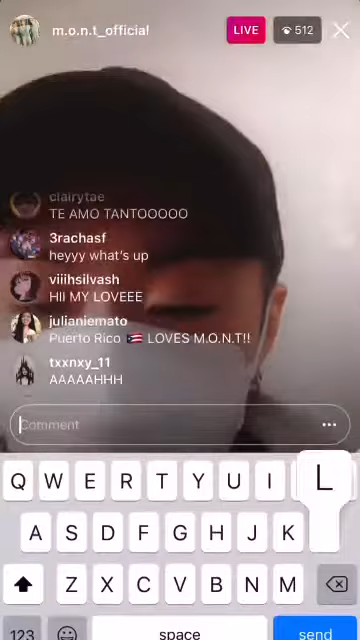 m.o.n.t_official
LIVE
512
clairytae
TE AMO TANTOOOOO
3rachasf
heyyy what's up
viiihsilvash
HII MY LOVEEE
julianiemato
Puerto Rico 🇵🇷 LOVES M.O.N.T!!
txxnxy_11
AAAAAHHH
Comment
Q W E R T Y U I L
A S D F G H J K
Z X C V B N M
123 space send